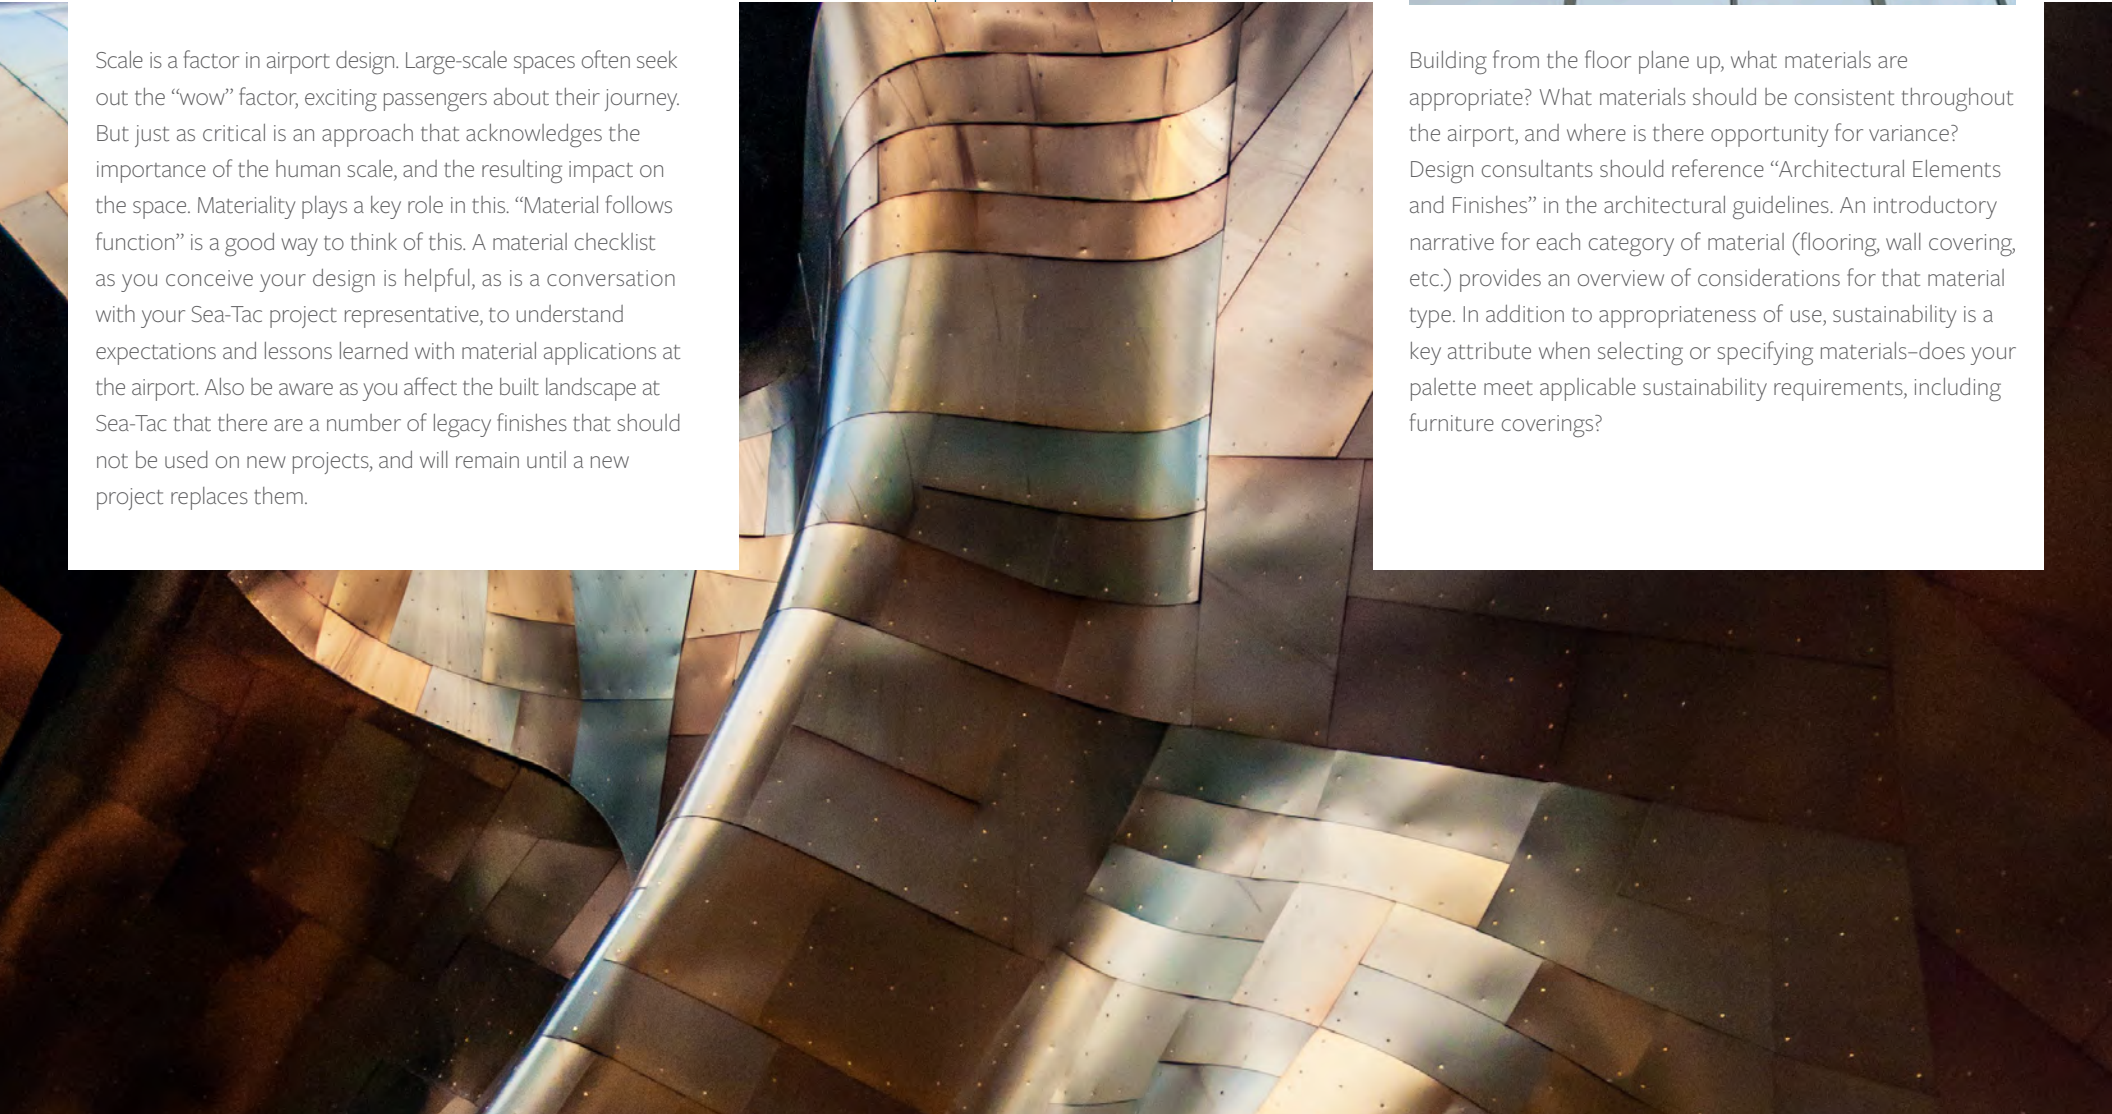 Scale is a factor in airport design. Large-scale spaces often seek
out the “wow” factor, exciting passengers about their journey.
But just as critical is an approach that acknowledges the
importance of the human scale, and the resulting impact on
the space. Materiality plays a key role in this. “Material follows
function” is a good way to think of this. A material checklist
as you conceive your design is helpful, as is a conversation
with your Sea-Tac project representative, to understand
expectations and lessons learned with material applications at
the airport. Also be aware as you affect the built landscape at
Sea-Tac that there are a number of legacy finishes that should
not be used on new projects, and will remain until a new
project replaces them.
Building from the floor plane up, what materials are
appropriate? What materials should be consistent throughout
the airport, and where is there opportunity for variance?
Design consultants should reference “Architectural Elements
and Finishes” in the architectural guidelines. An introductory
narrative for each category of material (flooring, wall covering,
etc.) provides an overview of considerations for that material
type. In addition to appropriateness of use, sustainability is a
key attribute when selecting or specifying materials–does your
palette meet applicable sustainability requirements, including
furniture coverings?